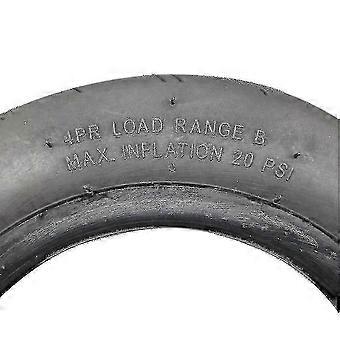 4PR LOAD RANGE B
MAX. INFLATION 20 PSI